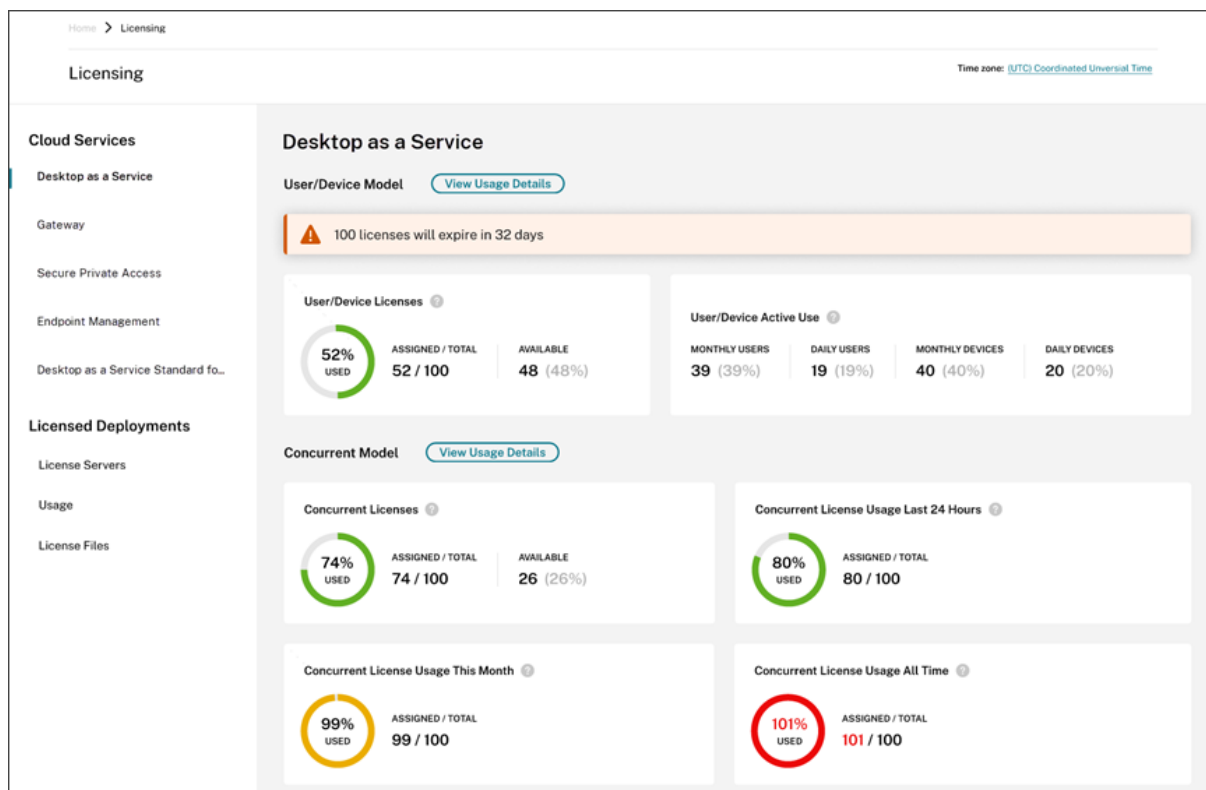 Home > Licensing
Licensing
Time zone: (UTC) Coordinated Unversial Time
Cloud Services
Desktop as a Service
Gateway
Secure Private Access
Endpoint Management
Desktop as a Service Standard fo...
Licensed Deployments
License Servers
Usage
License Files
Desktop as a Service
User/Device Model View Usage Details
100 licenses will expire in 32 days
User/Device Licenses ?
52% USED
ASSIGNED / TOTAL AVAILABLE
52 / 100 48 (48%)
User/Device Active Use ?
MONTHLY USERS DAILY USERS MONTHLY DEVICES DAILY DEVICES
39 (39%) 19 (19%) 40 (40%) 20 (20%)
Concurrent Model View Usage Details
Concurrent Licenses ?
74% USED
ASSIGNED / TOTAL AVAILABLE
74 / 100 26 (26%)
Concurrent License Usage Last 24 Hours ?
80% USED
ASSIGNED / TOTAL
80 / 100
Concurrent License Usage This Month ?
99% USED
ASSIGNED / TOTAL
99 / 100
Concurrent License Usage All Time ?
101% USED
ASSIGNED / TOTAL
101 / 100